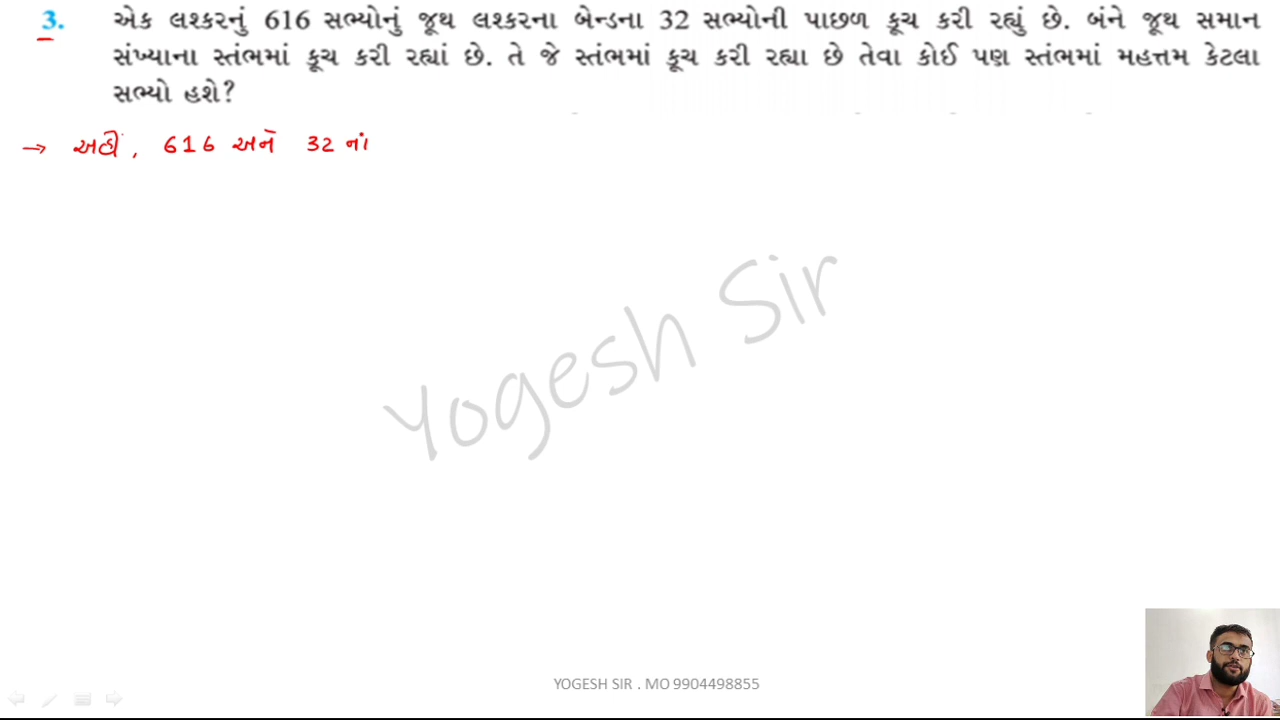 3. એક લશ્કરનું 616 સભ્યોનું જૂથ લશ્કરના બેન્ડના 32 સભ્યોની પાછળ કૂચ કરી રહ્યું છે. બંને જૂથ સમાન
સંખ્યાના સ્તંભમાં કૂચ કરી રહ્યાં છે. તે જે સ્તંભમાં કૂચ કરી રહ્યા છે તેવા કોઈ પણ સ્તંભમાં મહત્તમ કેટલા
સભ્યો હશે?
→ અહીં, 616 અને 32 નાં
Yogesh Sir
YOGESH SIR . MO 9904498855